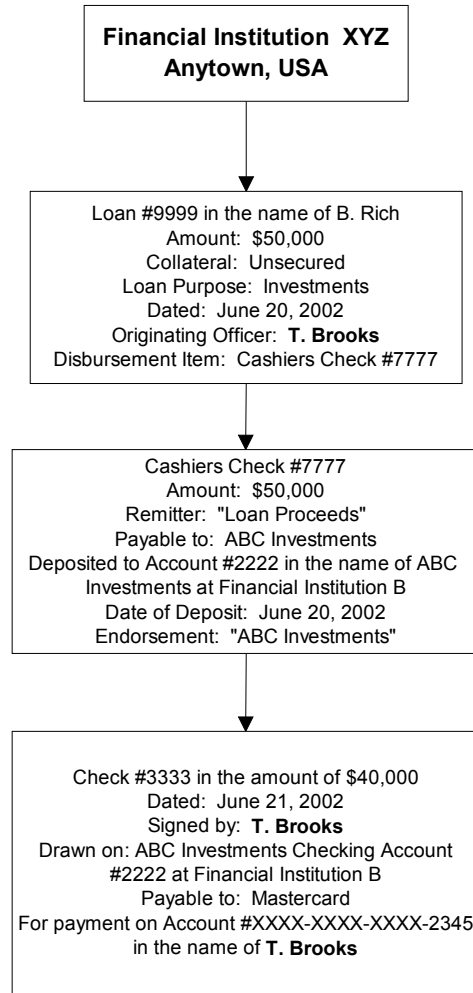 Financial Institution XYZ
Anytown, USA
Loan #9999 in the name of B. Rich
Amount: $50,000
Collateral: Unsecured
Loan Purpose: Investments
Dated: June 20, 2002
Originating Officer: T. Brooks
Disbursement Item: Cashiers Check #7777
Cashiers Check #7777
Amount: $50,000
Remitter: "Loan Proceeds"
Payable to: ABC Investments
Deposited to Account #2222 in the name of ABC
Investments at Financial Institution B
Date of Deposit: June 20, 2002
Endorsement: "ABC Investments"
Check #3333 in the amount of $40,000
Dated: June 21, 2002
Signed by: T. Brooks
Drawn on: ABC Investments Checking Account
#2222 at Financial Institution B
Payable to: Mastercard
For payment on Account #XXXX-XXXX-XXXX-2345
in the name of T. Brooks